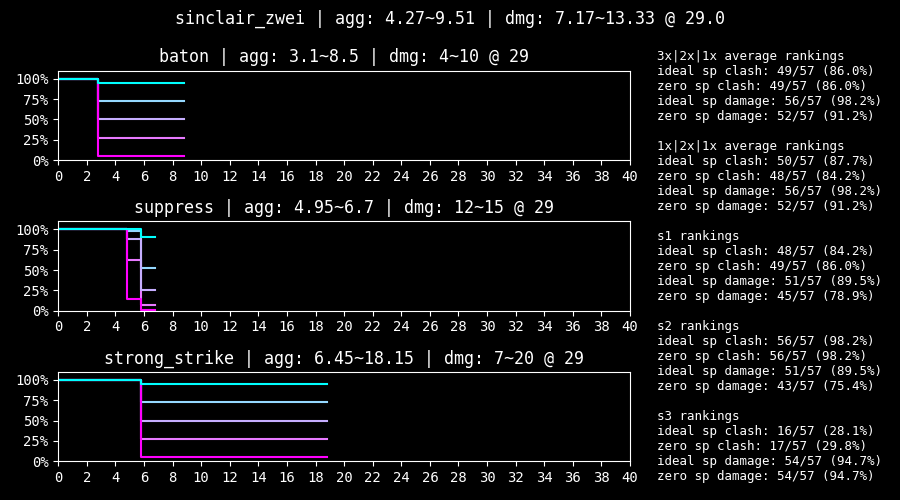 sinclair_zwei | agg: 4.27~9.51 | dmg: 7.17~13.33 @ 29.0
baton | agg: 3.1~8.5 | dmg: 4~10 @ 29
100%
75%
50%
25%
0%
0 2 4 6 8 10 12 14 16 18 20 22 24 26 28 30 32 34 36 38 40
suppress | agg: 4.95~6.7 | dmg: 12~15 @ 29
100%
75%
50%
25%
0%
0 2 4 6 8 10 12 14 16 18 20 22 24 26 28 30 32 34 36 38 40
strong_strike | agg: 6.45~18.15 | dmg: 7~20 @ 29
100%
75%
50%
25%
0%
0 2 4 6 8 10 12 14 16 18 20 22 24 26 28 30 32 34 36 38 40
3x|2x|1x average rankings
ideal sp clash: 49/57 (86.0%)
zero sp clash: 49/57 (86.0%)
ideal sp damage: 56/57 (98.2%)
zero sp damage: 52/57 (91.2%)
1x|2x|1x average rankings
ideal sp clash: 50/57 (87.7%)
zero sp clash: 48/57 (84.2%)
ideal sp damage: 56/57 (98.2%)
zero sp damage: 52/57 (91.2%)
s1 rankings
ideal sp clash: 48/57 (84.2%)
zero sp clash: 49/57 (86.0%)
ideal sp damage: 51/57 (89.5%)
zero sp damage: 45/57 (78.9%)
s2 rankings
ideal sp clash: 56/57 (98.2%)
zero sp clash: 56/57 (98.2%)
ideal sp damage: 51/57 (89.5%)
zero sp damage: 43/57 (75.4%)
s3 rankings
ideal sp clash: 16/57 (28.1%)
zero sp clash: 17/57 (29.8%)
ideal sp damage: 54/57 (94.7%)
zero sp damage: 54/57 (94.7%)